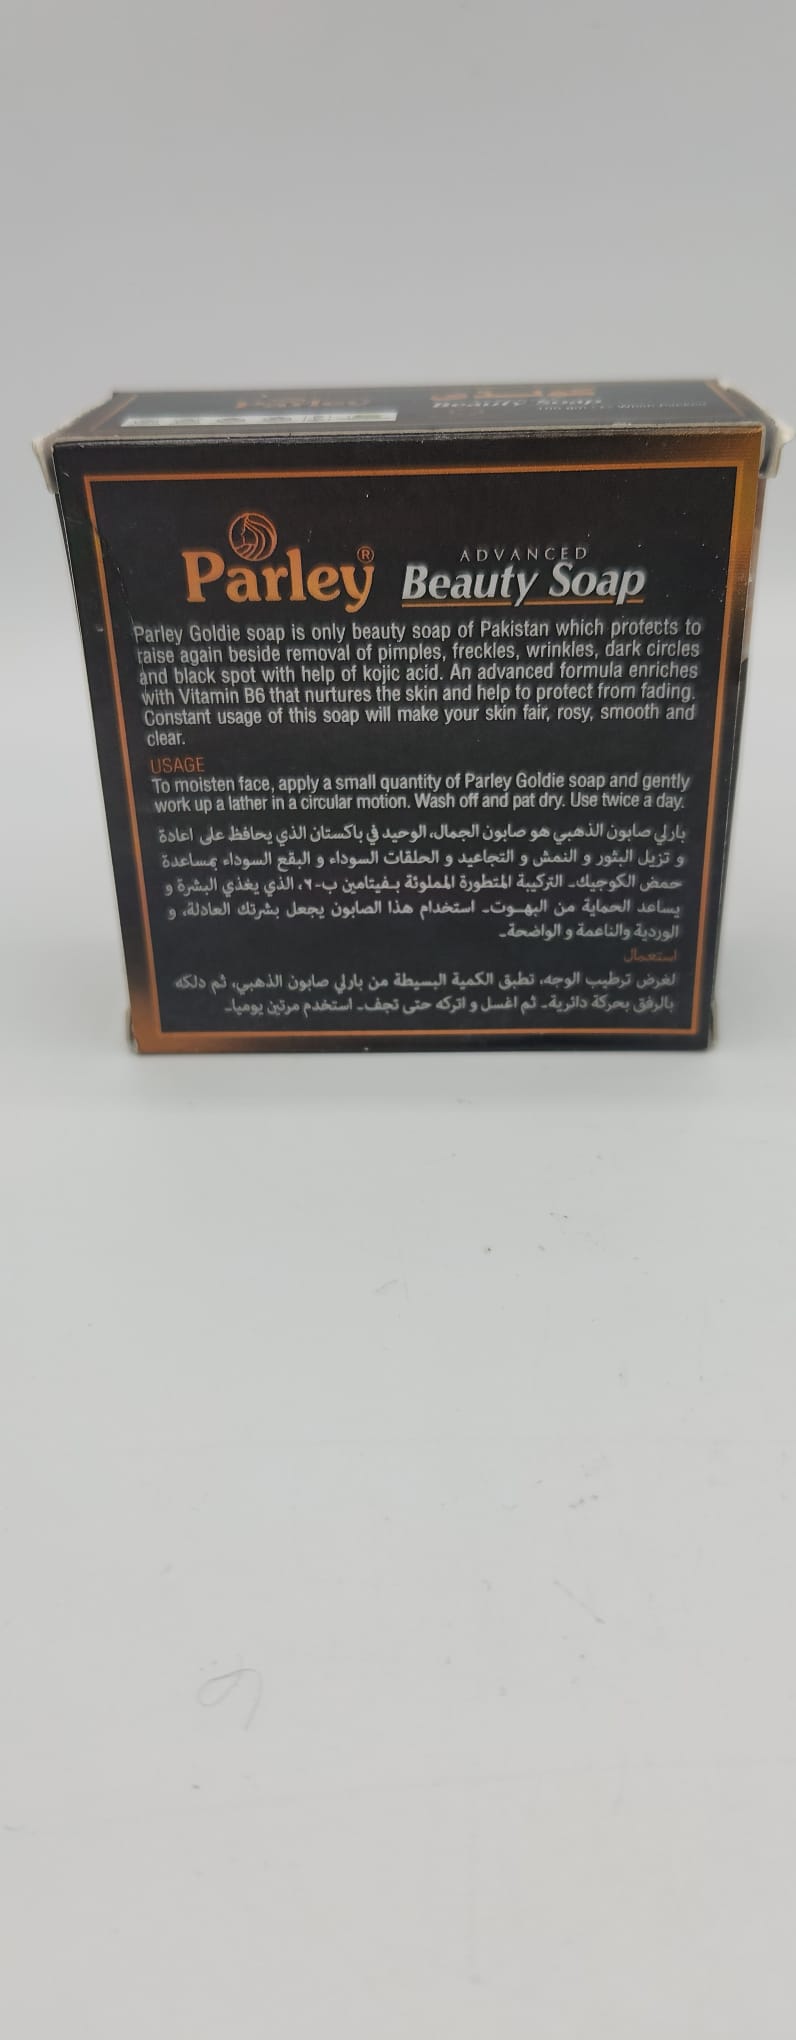 Parley
Beauty Soap
Parley®
ADVANCED
Beauty Soap
Parley Goldie soap is only beauty soap of Pakistan which protects to
raise again beside removal of pimples, freckles, wrinkles, dark circles
and black spot with help of kojic acid. An advanced formula enriches
with Vitamin B6 that nurtures the skin and help to protect from fading.
Constant usage of this soap will make your skin fair, rosy, smooth and
clear.
USAGE
To moisten face, apply a small quantity of Parley Goldie soap and gently
work up a lather in a circular motion. Wash off and pat dry. Use twice a day.
بارلي صابون الذهبي هو صابون الجمال، الوحيد في باكستان الذي يحافظ على اعادة
و تزيل البثور و النمش و التجاعيد و الحلقات السوداء و البقع السوداء بمساعدة
حمض الكوجيك۔ التركيبة المتطورة المملوئة بفيتامين ب-٦، الذي يغذي البشرة و
يساعد الحماية من البهوت۔ استخدام هذا الصابون يجعل بشرتك العادلة، و
الوردية والناعمة و الواضحة۔
استعمال
لغرض ترطيب الوجه، تطبق الكمية البسيطة من بارلي صابون الذهبي، ثم دلكه
بالرفق بحركة دائرية۔ ثم اغسل و اتركه حتى تجف۔ استخدم مرتين يوميا۔